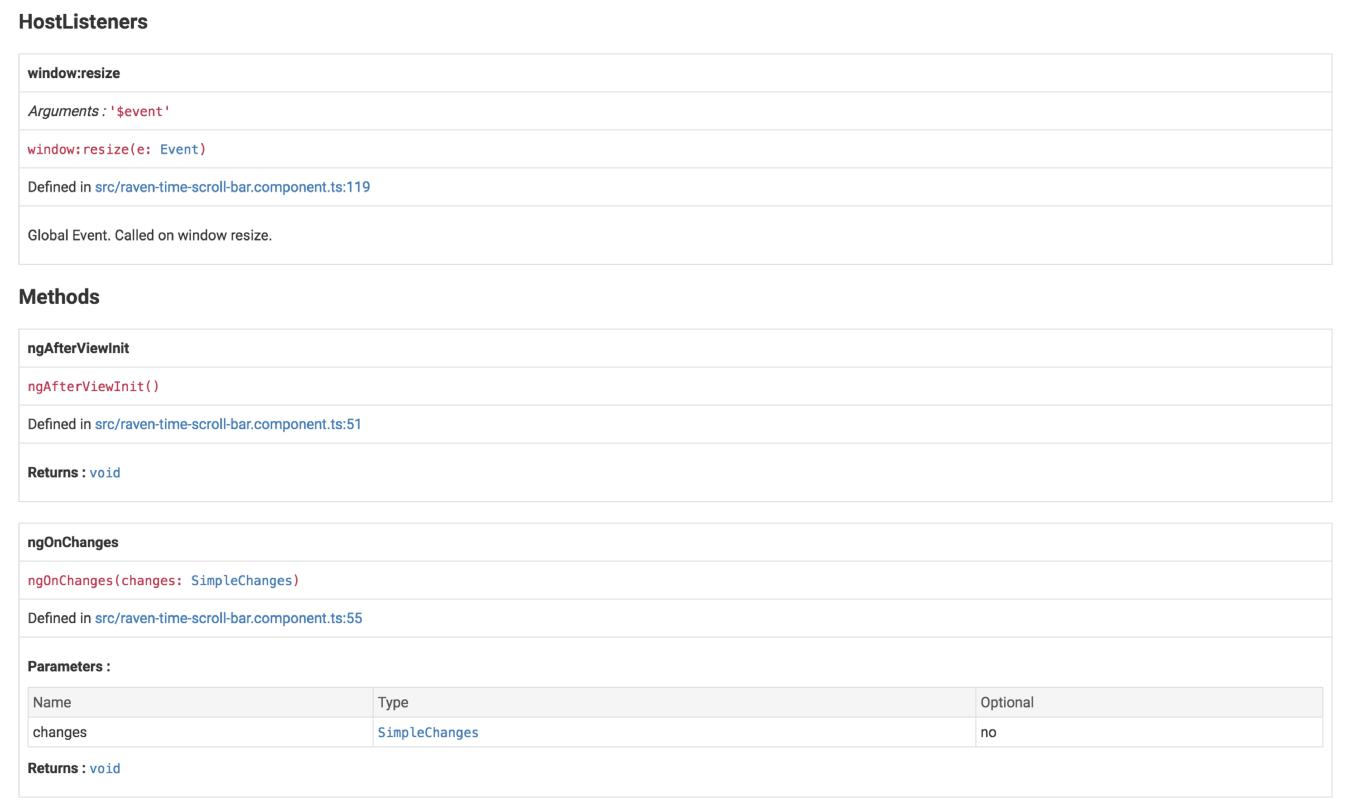 HostListeners
window:resize
Arguments : '$event'
window:resize(e: Event)
Defined in src/raven-time-scroll-bar.component.ts:119
Global Event. Called on window resize.
Methods
ngAfterViewInit
ngAfterViewInit()
Defined in src/raven-time-scroll-bar.component.ts:51
Returns : void
ngOnChanges
ngOnChanges(changes: SimpleChanges)
Defined in src/raven-time-scroll-bar.component.ts:55
Parameters :
Name Type Optional
changes SimpleChanges no
Returns : void